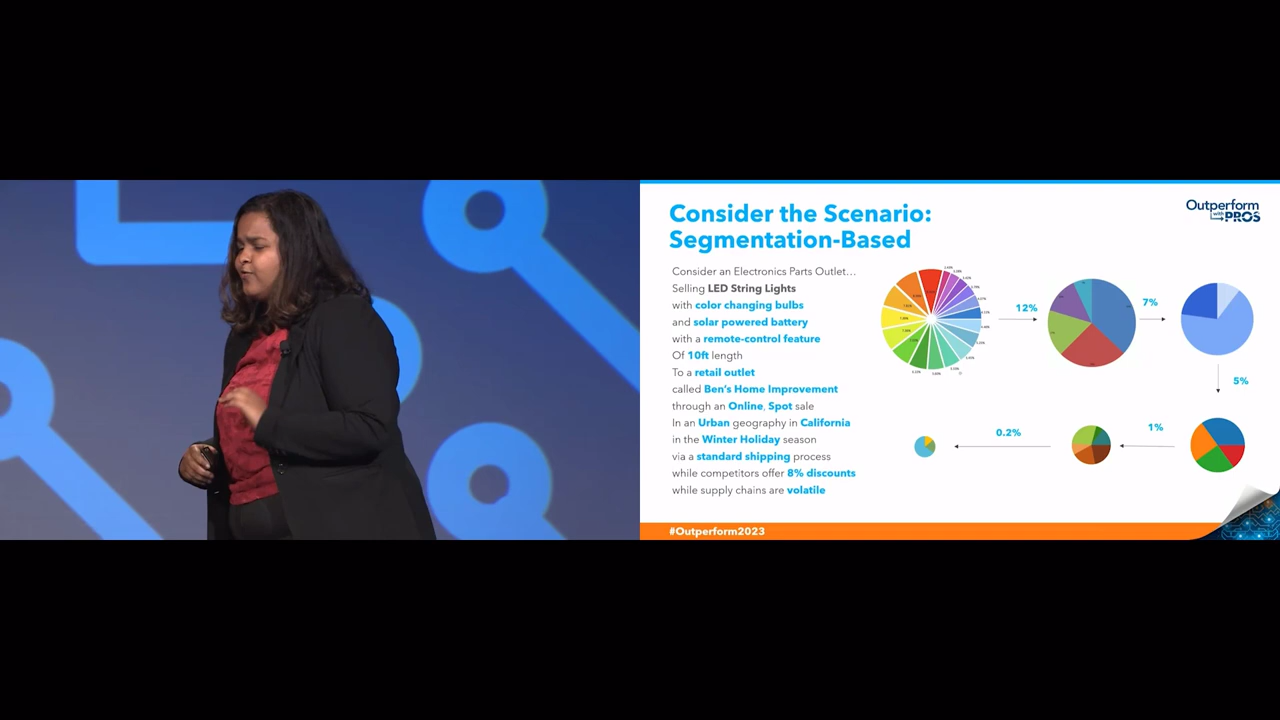 Consider the Scenario:
Segmentation-Based
Outperform
with PROS
Consider an Electronics Parts Outlet…
Selling LED String Lights
with color changing bulbs
and solar powered battery
with a remote-control feature
Of 10ft length
To a retail outlet
called Ben's Home Improvement
through an Online, Spot sale
In an Urban geography in California
in the Winter Holiday season
via a standard shipping process
while competitors offer 8% discounts
while supply chains are volatile
12%
7%
5%
1%
0.2%
#Outperform2023